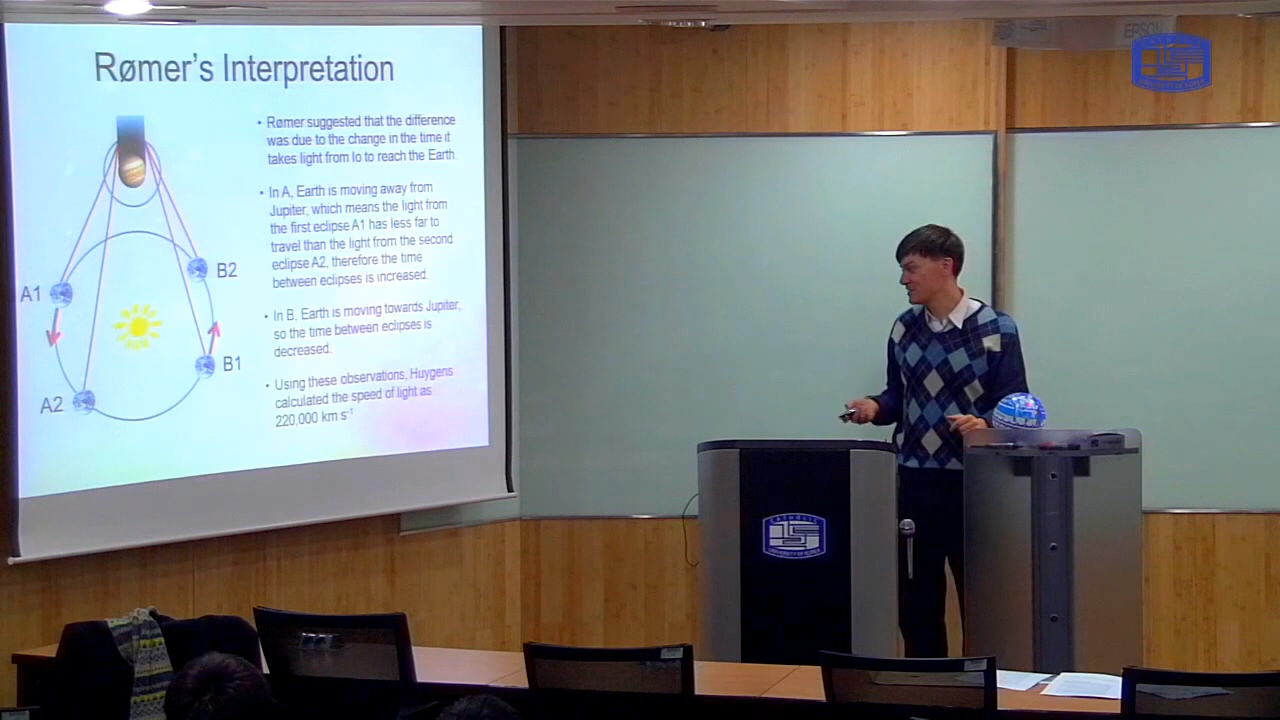 Rømer's Interpretation
• Rømer suggested that the difference
was due to the change in the time it
takes light from Io to reach the Earth.
• In A, Earth is moving away from
Jupiter, which means the light from
the first eclipse A1 has less far to
travel than the light from the second
eclipse A2, therefore the time
between eclipses is increased.
• In B, Earth is moving towards Jupiter,
so the time between eclipses is
decreased.
• Using these observations, Huygens
calculated the speed of light as
220,000 km s⁻¹
A1
A2
B2
B1
EPSON
CATHOLIC
UNIVERSITY OF KOREA